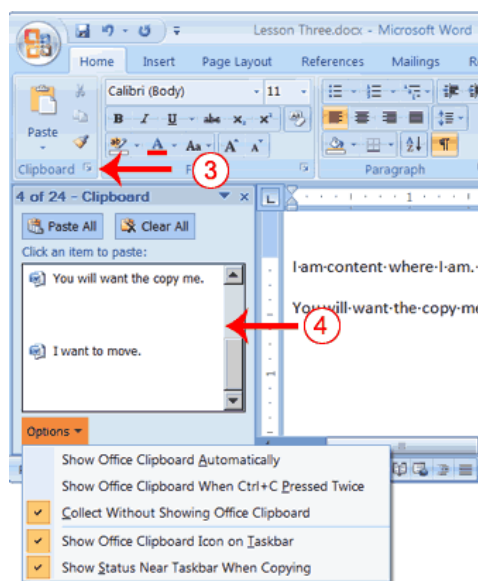 Lesson Three.docx - Microsoft Word
Home Insert Page Layout References Mailings R
Calibri (Body) 11
B I U abc x, x²
Paste
A Aa A A
Clipboard F Paragraph
3
4 of 24 - Clipboard
L 1
Paste All Clear All
Click an item to paste:
You will want the copy me.
I·am·content·where·I·am.·
You·will·want·the·copy·me
4
I want to move.
Options
Show Office Clipboard Automatically
Show Office Clipboard When Ctrl+C Pressed Twice
Collect Without Showing Office Clipboard
Show Office Clipboard Icon on Taskbar
Show Status Near Taskbar When Copying